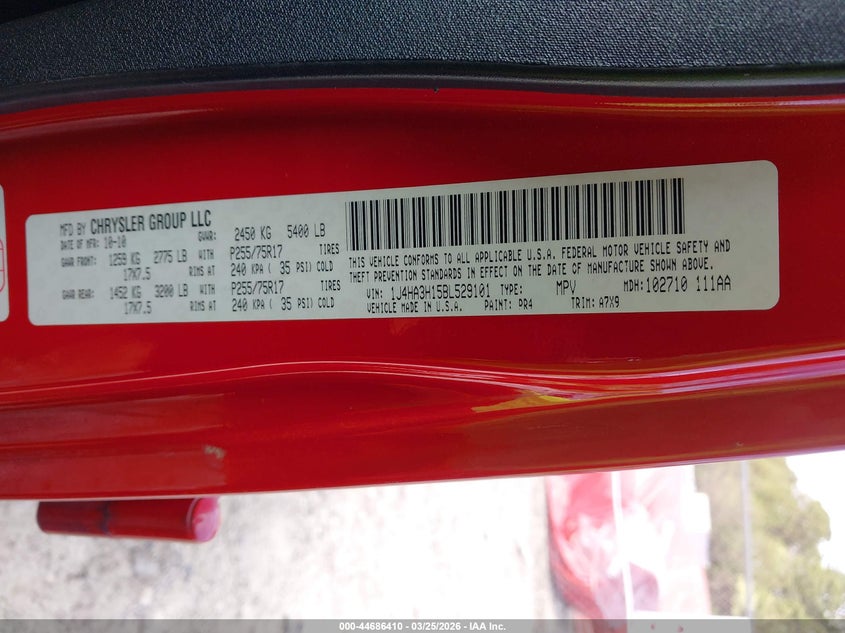 MFD BY CHRYSLER GROUP LLC
DATE OF MFR: 10-10 GVWR: 2450 KG 5400 LB
GAWR FRONT: 1259 KG 2775 LB WITH P255/75R17 TIRES
17X7.5 RIMS AT 240 KPA ( 35 PSI) COLD
GAWR REAR: 1452 KG 3200 LB WITH P255/75R17 TIRES
17X7.5 RIMS AT 240 KPA ( 35 PSI) COLD
THIS VEHICLE CONFORMS TO ALL APPLICABLE U.S.A. FEDERAL MOTOR VEHICLE SAFETY AND
THEFT PREVENTION STANDARDS IN EFFECT ON THE DATE OF MANUFACTURE SHOWN ABOVE.
VIN: 1J4HA3H15BL529101 TYPE: MPV MDH: 102710 111AA
VEHICLE MADE IN U.S.A. PAINT: PR4 TRIM: A7X9
000-44686410 • 03/25/2026 • IAA Inc.